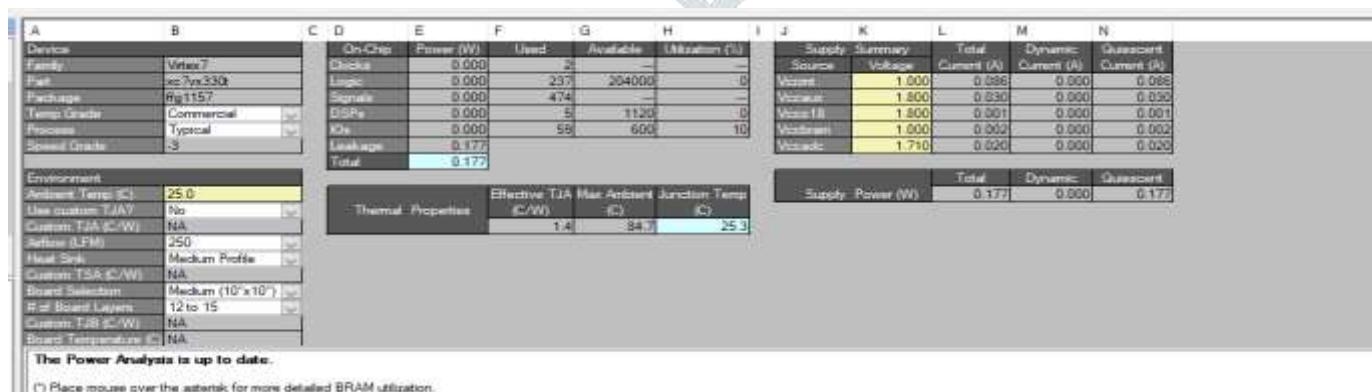 A B C D E F G H I J K L M N
Device On-Chip Power (W) Used Available Utilization (%) Supply Summary Total Dynamic Quiescent
Family Virtex7 Clocks 0.000 2 --- --- Source Voltage Current (A) Current (A) Current (A)
Part xc7vx330t Logic 0.000 237 204000 0 Vccint 1.000 0.086 0.000 0.086
Package ffg1157 Signals 0.000 474 --- --- Vccaux 1.800 0.030 0.000 0.030
Temp Grade Commercial DSPs 0.000 5 1120 0 Vcco18 1.800 0.001 0.000 0.001
Process Typical IOs 0.000 59 600 10 Vccbram 1.000 0.002 0.000 0.002
Speed Grade -3 Leakage 0.177 Vccadc 1.710 0.020 0.000 0.020
Total 0.177
Environment Total Dynamic Quiescent
Ambient Temp (C) 25.0 Effective TJA Max Ambient Junction Temp Supply Power (W) 0.177 0.000 0.177
Use custom TJA? No Thermal Properties (C/W) (C) (C)
Custom TJA (C/W) NA 1.4 84.7 25.3
Airflow (LFM) 250
Heat Sink Medium Profile
Custom TSA (C/W) NA
Board Selection Medium (10"x10")
# of Board Layers 12 to 15
Custom TJB (C/W) NA
Board Temperature NA
The Power Analysis is up to date.
(*) Place mouse over the asterisk for more detailed BRAM utilization.